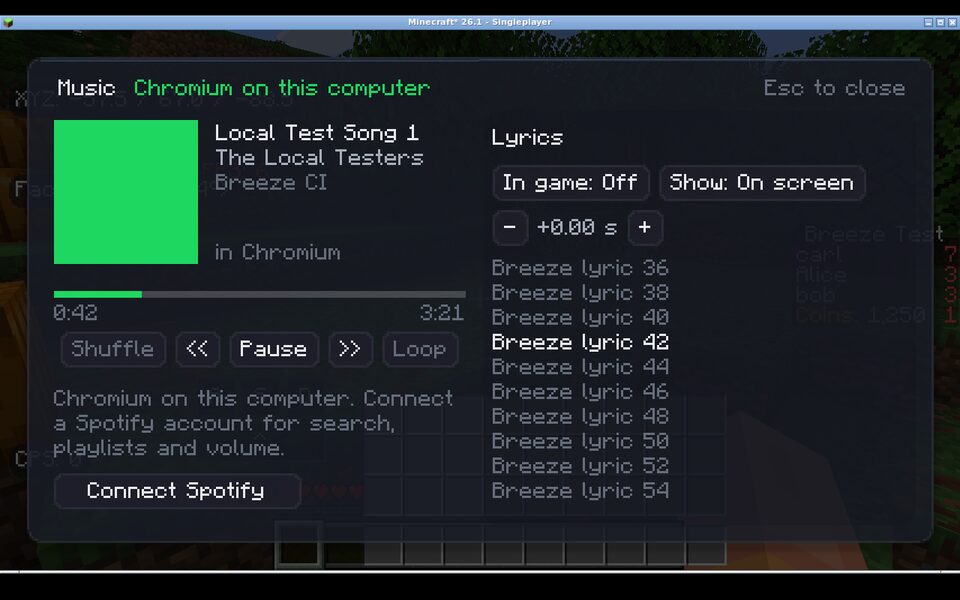 Minecraft* 26.1 - Singleplayer
Music Chromium on this computer
Esc to close
Local Test Song 1
The Local Testers
Breeze CI
in Chromium
0:42 3:21
Shuffle << Pause >> Loop
Chromium on this computer. Connect
a Spotify account for search,
playlists and volume.
Connect Spotify
Lyrics
In game: Off Show: On screen
- +0.00 s +
Breeze lyric 36
Breeze lyric 38
Breeze lyric 40
Breeze lyric 42
Breeze lyric 44
Breeze lyric 46
Breeze lyric 48
Breeze lyric 50
Breeze lyric 52
Breeze lyric 54
Breeze Test
carl 7
Alice 3
bob 3
Coins: 1,250 1